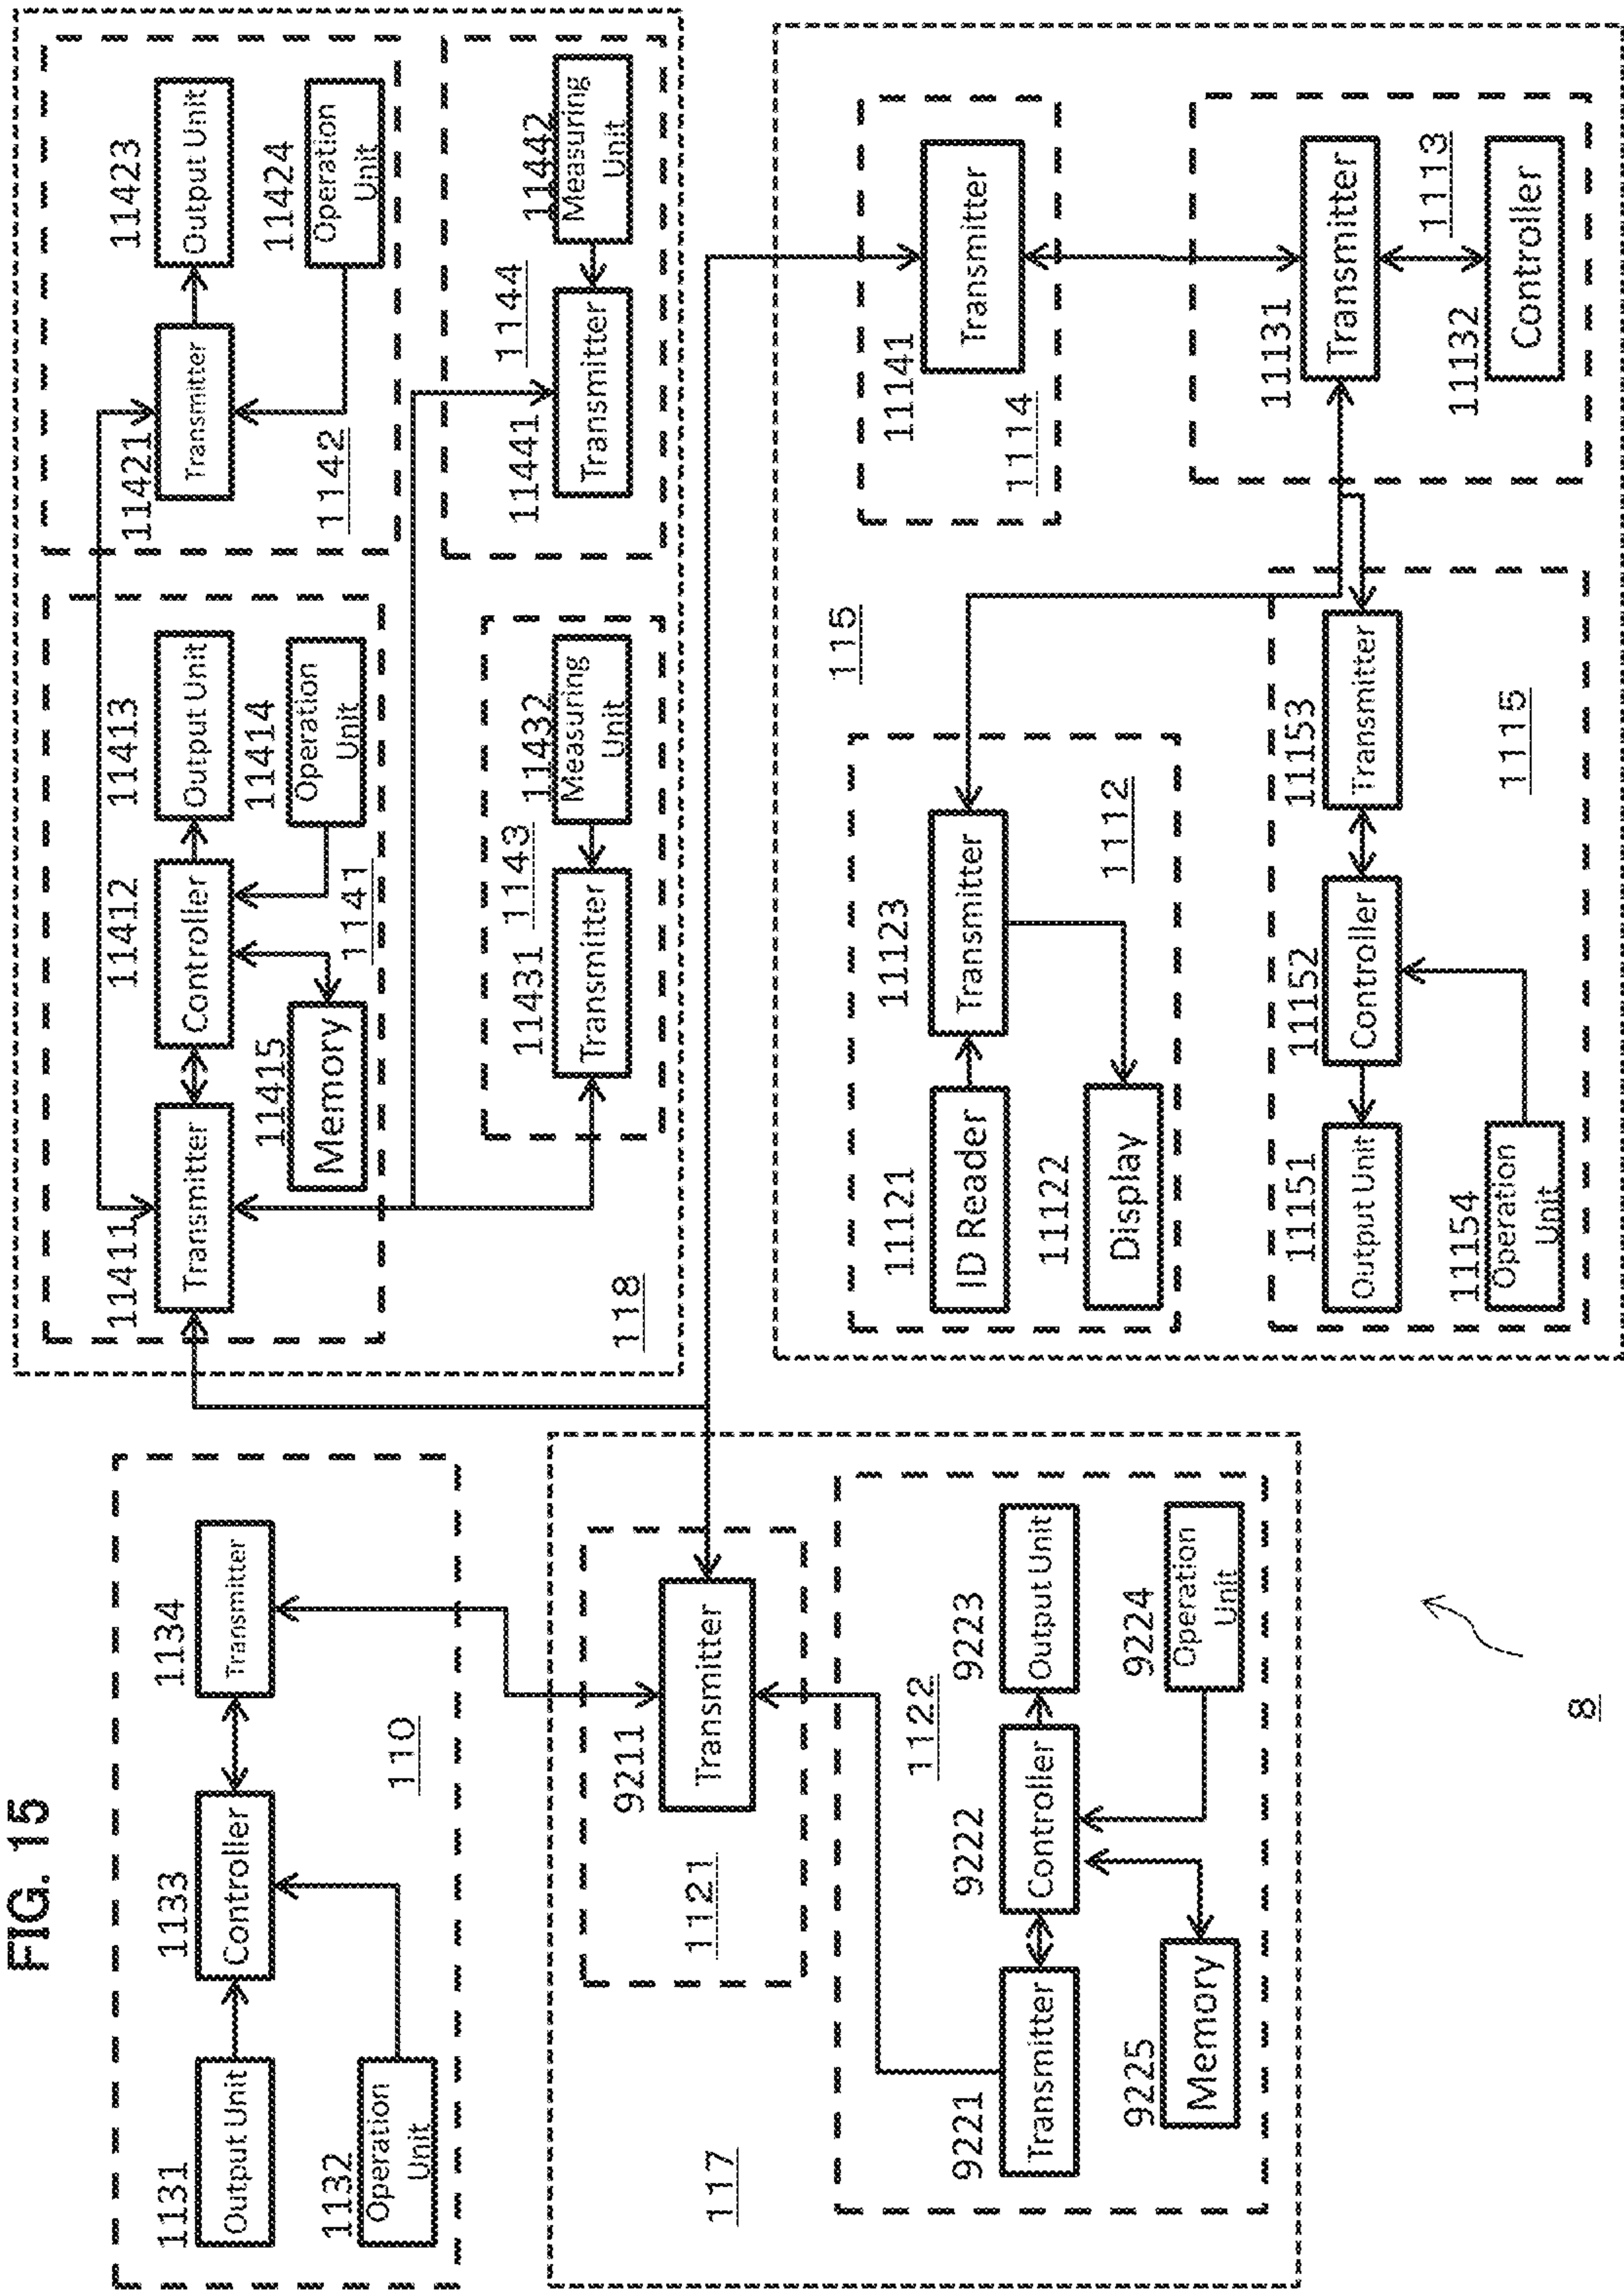 FIG. 15
1131
Output Unit
1132
Operation
Unit
1133
Controller
1134
Transmitter
110
117
9211
Transmitter
1121
9221
Transmitter
9222
Controller
9223
Output Unit
9224
Operation
Unit
9225
Memory
1122
8
11411
Transmitter
11412
Controller
11413
Output Unit
11414
Operation
Unit
11415
Memory
1141
11421
Transmitter
11423
Output Unit
11424
Operation
Unit
1142
11431
Transmitter
1143
11432
Measuring
Unit
11441
Transmitter
1144
11442
Measuring
Unit
118
115
11121
ID Reader
11122
Display
11123
Transmitter
1112
11141
Transmitter
1114
11131
Transmitter
1113
11132
Controller
11151
Output Unit
11152
Controller
11153
Transmitter
11154
Operation
Unit
1115